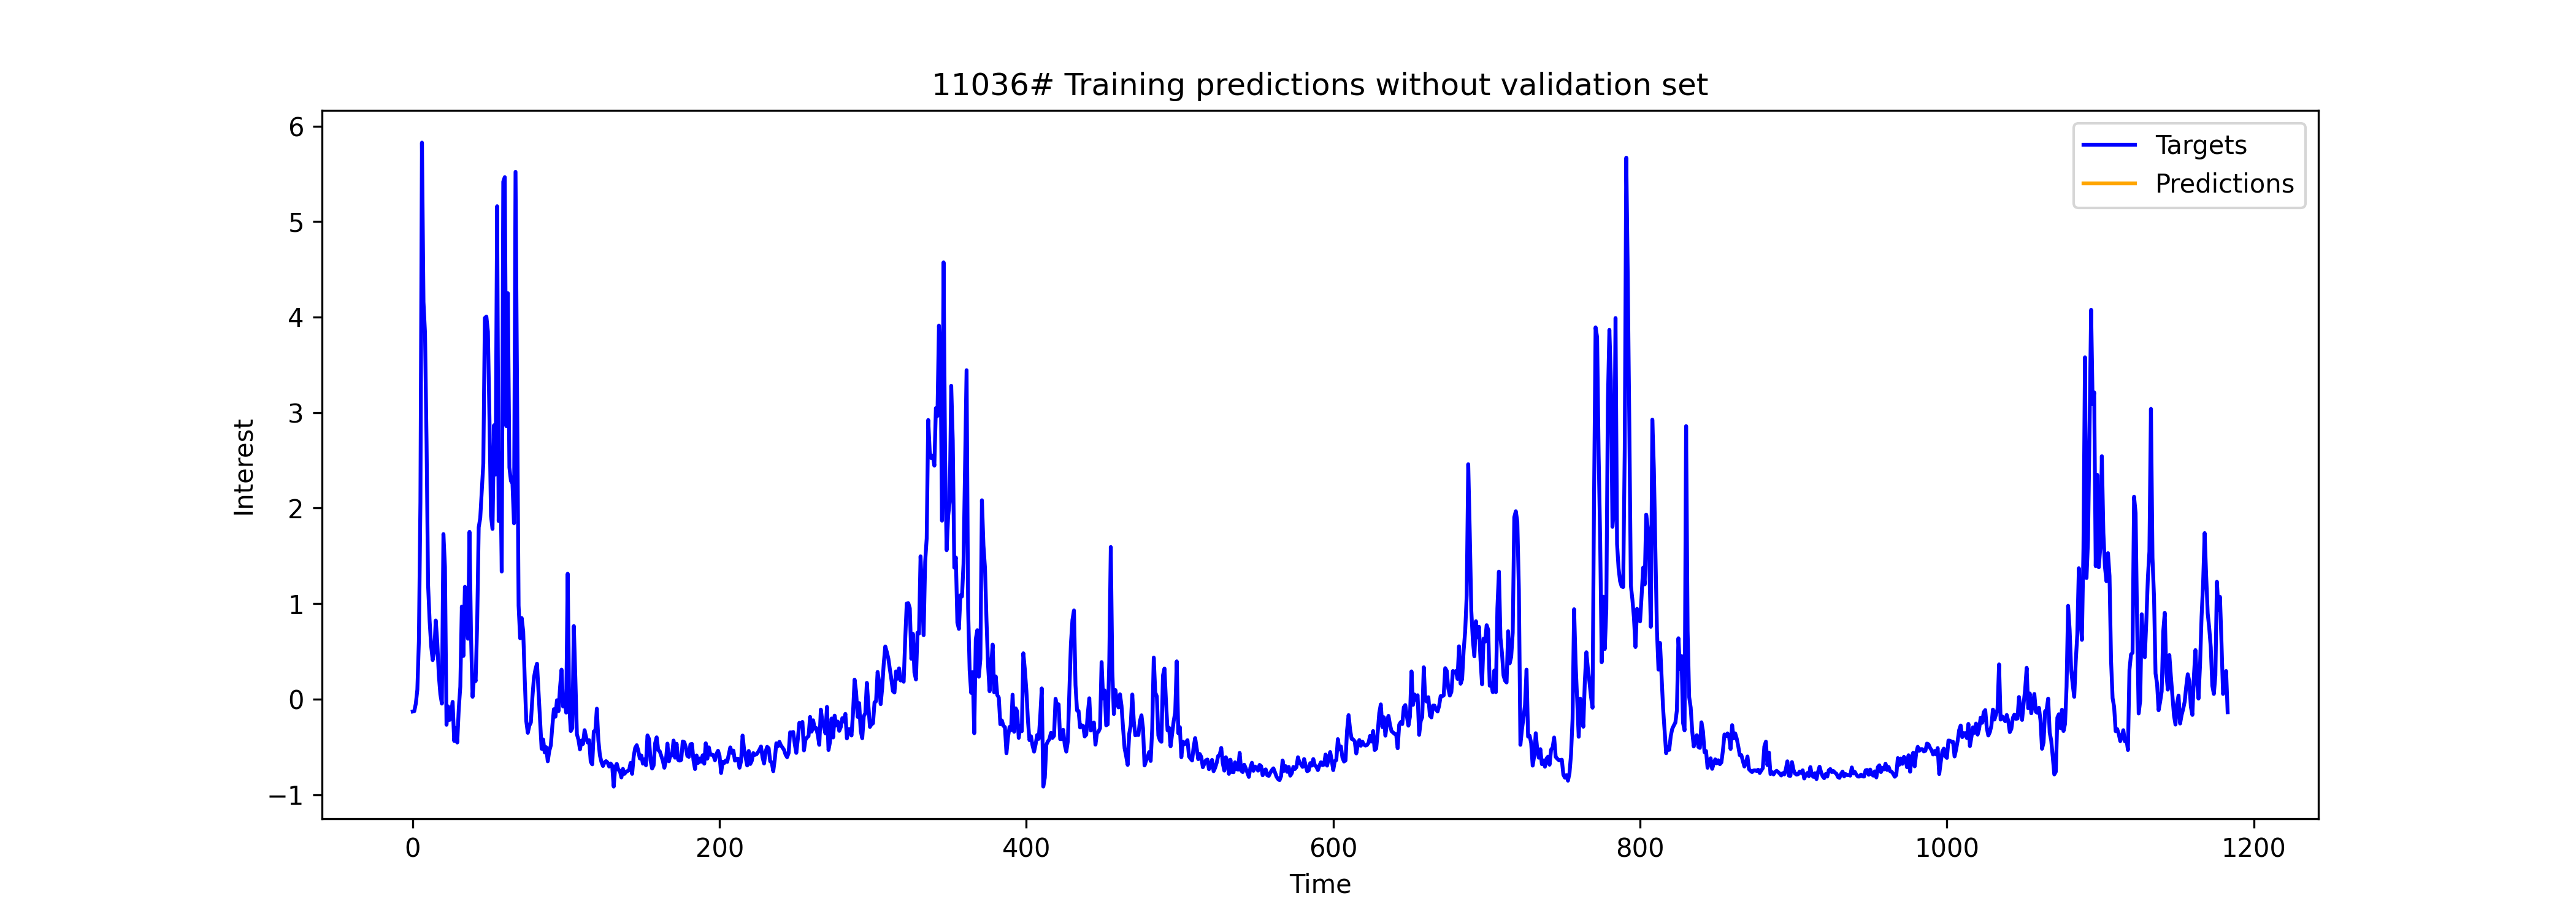 11036# Training predictions without validation set
Targets
Predictions
6
5
4
3
2
1
0
−1
Interest
0 200 400 600 800 1000 1200
Time